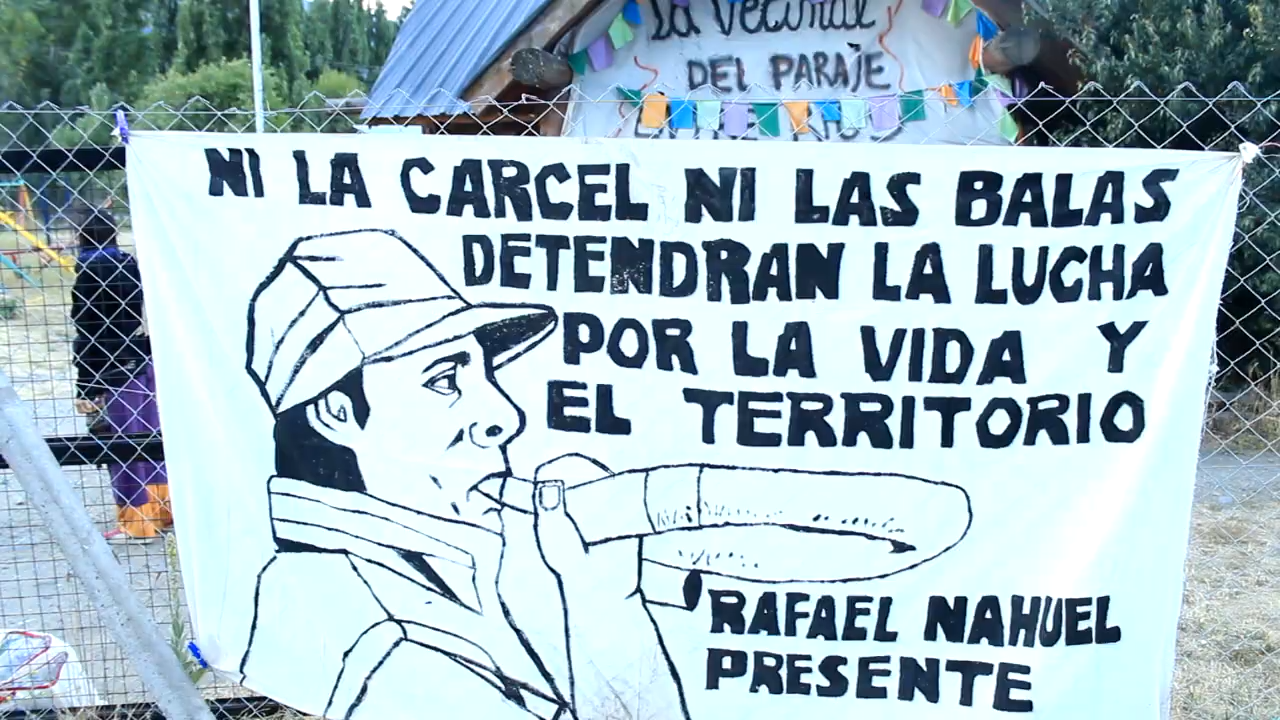 La Vecinal
DEL PARAJE
NI LA CARCEL NI LAS BALAS
DETENDRAN LA LUCHA
POR LA VIDA Y
EL TERRITORIO
RAFAEL NAHUEL
PRESENTE